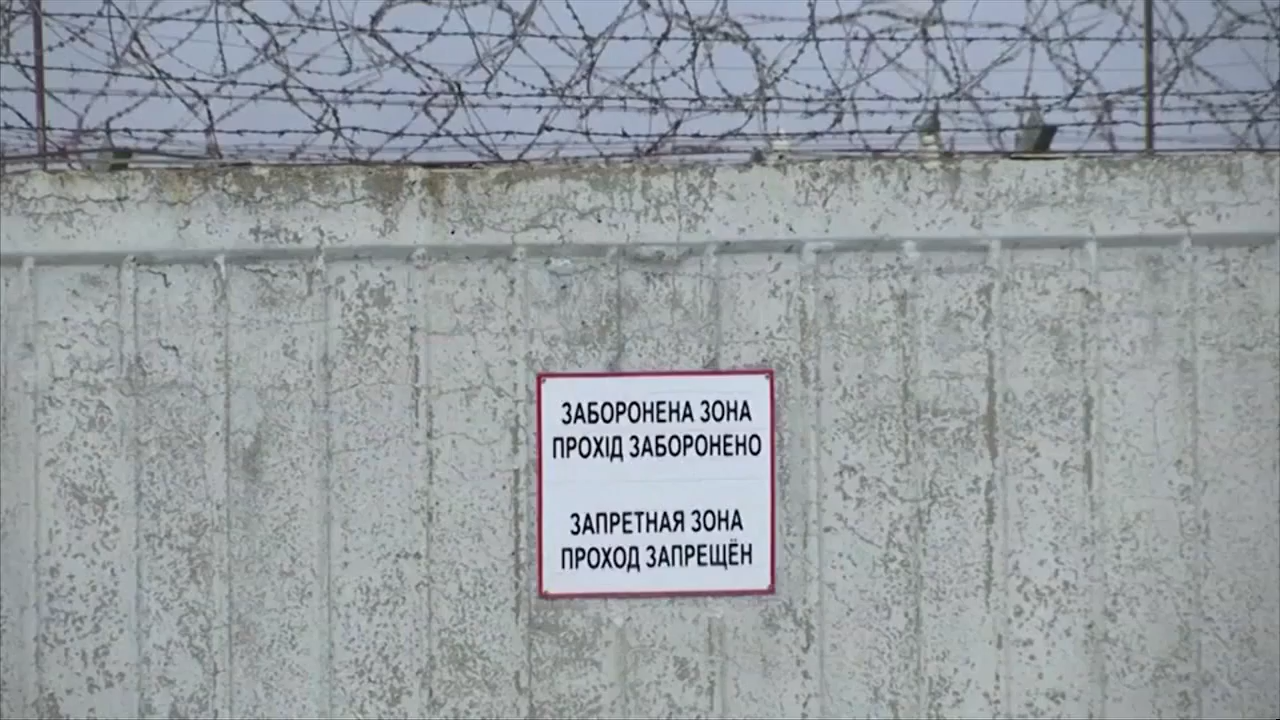 ЗАБОРОНЕНА ЗОНА
ПРОХІД ЗАБОРОНЕНО
ЗАПРЕТНАЯ ЗОНА
ПРОХОД ЗАПРЕЩЁН